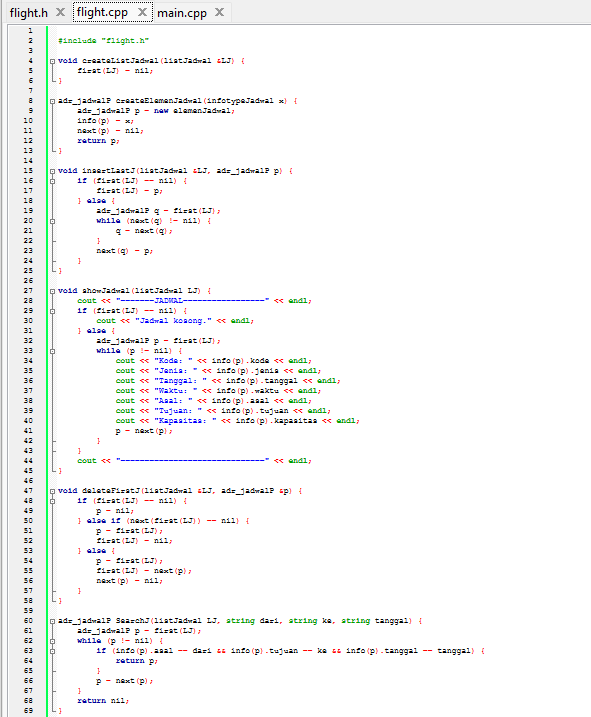 flight.h X flight.cpp X main.cpp X
1
2 #include "flight.h"
3
4 void createListJadwal(listJadwal &LJ) {
5 first(LJ) = nil;
6 }
7
8 adr_jadwalP createElemenJadwal(infotypeJadwal x) {
9 adr_jadwalP p = new elemenJadwal;
10 info(p) = x;
11 next(p) = nil;
12 return p;
13 }
14
15 void insertLastJ(listJadwal &LJ, adr_jadwalP p) {
16 if (first(LJ) == nil) {
17 first(LJ) = p;
18 } else {
19 adr_jadwalP q = first(LJ);
20 while (next(q) != nil) {
21 q = next(q);
22 }
23 next(q) = p;
24 }
25 }
26
27 void showJadwal(listJadwal LJ) {
28 cout << "-------JADWAL-----------------" << endl;
29 if (first(LJ) == nil) {
30 cout << "Jadwal kosong." << endl;
31 } else {
32 adr_jadwalP p = first(LJ);
33 while (p != nil) {
34 cout << "Kode: " << info(p).kode << endl;
35 cout << "Jenis: " << info(p).jenis << endl;
36 cout << "Tanggal: " << info(p).tanggal << endl;
37 cout << "Waktu: " << info(p).waktu << endl;
38 cout << "Asal: " << info(p).asal << endl;
39 cout << "Tujuan: " << info(p).tujuan << endl;
40 cout << "Kapasitas: " << info(p).kapasitas << endl;
41 p = next(p);
42 }
43 }
44 cout << "------------------------------" << endl;
45 }
46
47 void deleteFirstJ(listJadwal &LJ, adr_jadwalP &p) {
48 if (first(LJ) == nil) {
49 p = nil;
50 } else if (next(first(LJ)) == nil) {
51 p = first(LJ);
52 first(LJ) = nil;
53 } else {
54 p = first(LJ);
55 first(LJ) = next(p);
56 next(p) = nil;
57 }
58 }
59
60 adr_jadwalP SearchJ(listJadwal LJ, string dari, string ke, string tanggal) {
61 adr_jadwalP p = first(LJ);
62 while (p != nil) {
63 if (info(p).asal == dari && info(p).tujuan == ke && info(p).tanggal == tanggal) {
64 return p;
65 }
66 p = next(p);
67 }
68 return nil;
69 }